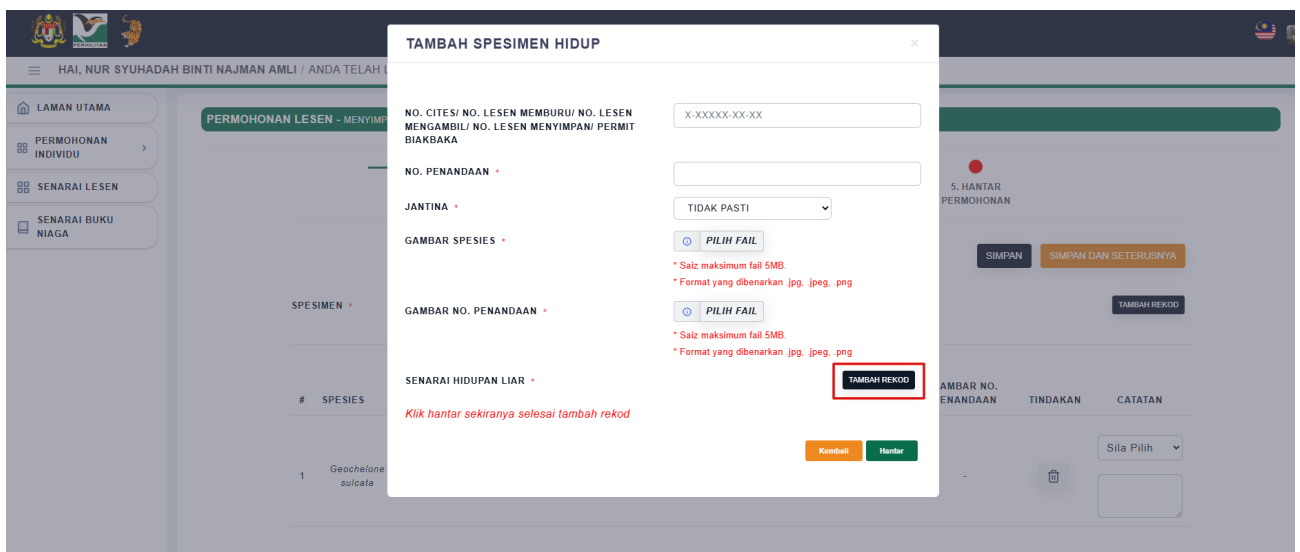 PERHILITAN
HAI, NUR SYUHADAH BINTI NAJMAN AMLI / ANDA TELAH
LAMAN UTAMA
PERMOHONAN
INDIVIDU
SENARAI LESEN
SENARAI BUKU
NIAGA
PERMOHONAN LESEN - MENYIMP
5. HANTAR
PERMOHONAN
SIMPAN
SIMPAN DAN SETERUSNYA
SPESIMEN *
TAMBAH REKOD
# SPESIES
AMBAR NO.
ENANDAAN
TINDAKAN
CATATAN
1
Geochelone
sulcata
-
Sila Pilih
TAMBAH SPESIMEN HIDUP
×
NO. CITES/ NO. LESEN MEMBURU/ NO. LESEN
MENGAMBIL/ NO. LESEN MENYIMPAN/ PERMIT
BIAKBAKA
X-XXXXX-XX-XX
NO. PENANDAAN *
JANTINA *
TIDAK PASTI
GAMBAR SPESIES *
PILIH FAIL
* Saiz maksimum fail 5MB.
* Format yang dibenarkan .jpg, .jpeg, .png
GAMBAR NO. PENANDAAN *
PILIH FAIL
* Saiz maksimum fail 5MB.
* Format yang dibenarkan .jpg, .jpeg, .png
SENARAI HIDUPAN LIAR *
TAMBAH REKOD
Klik hantar sekiranya selesai tambah rekod
Kembali
Hantar